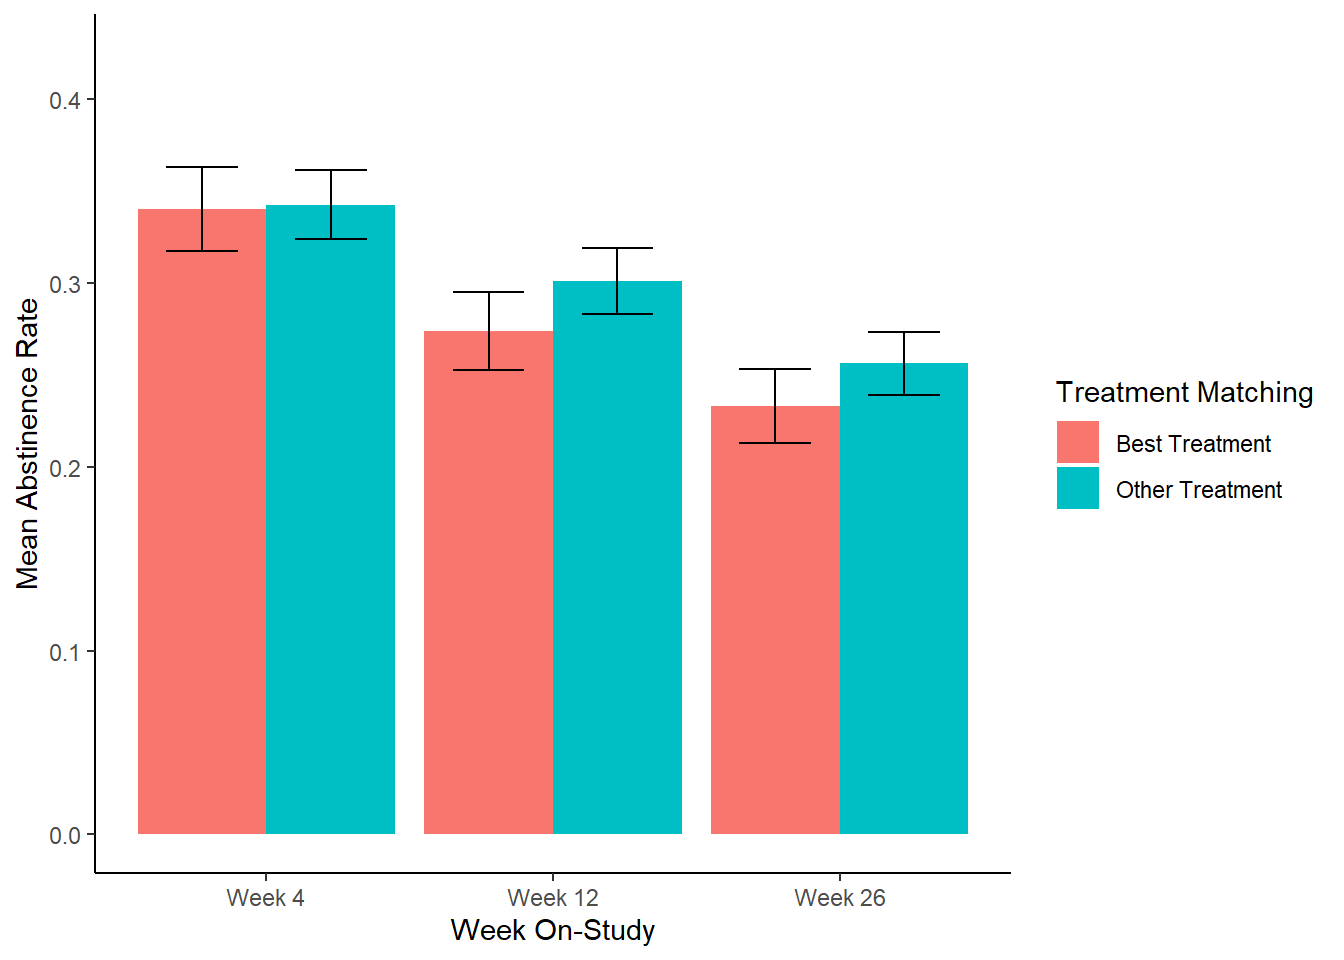 0.4
0.3
0.2
0.1
0.0
Mean Abstinence Rate
Week 4
Week 12
Week 26
Week On-Study
Treatment Matching
Best Treatment
Other Treatment